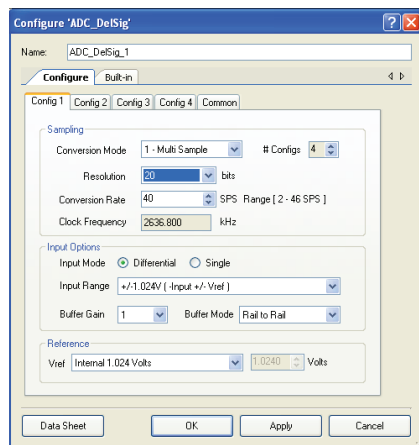 Configure 'ADC_DelSig'
Name: ADC_DelSig_1
Configure Built-in
Config 1 Config 2 Config 3 Config 4 Common
Sampling
Conversion Mode 1 - Multi Sample # Configs 4
Resolution 20 bits
Conversion Rate 40 SPS Range [ 2 - 46 SPS ]
Clock Frequency 2636.800 kHz
Input Options
Input Mode Differential Single
Input Range +/-1.024V ( -Input +/- Vref )
Buffer Gain 1 Buffer Mode Rail to Rail
Reference
Vref Internal 1.024 Volts 1.0240 Volts
Data Sheet OK Apply Cancel